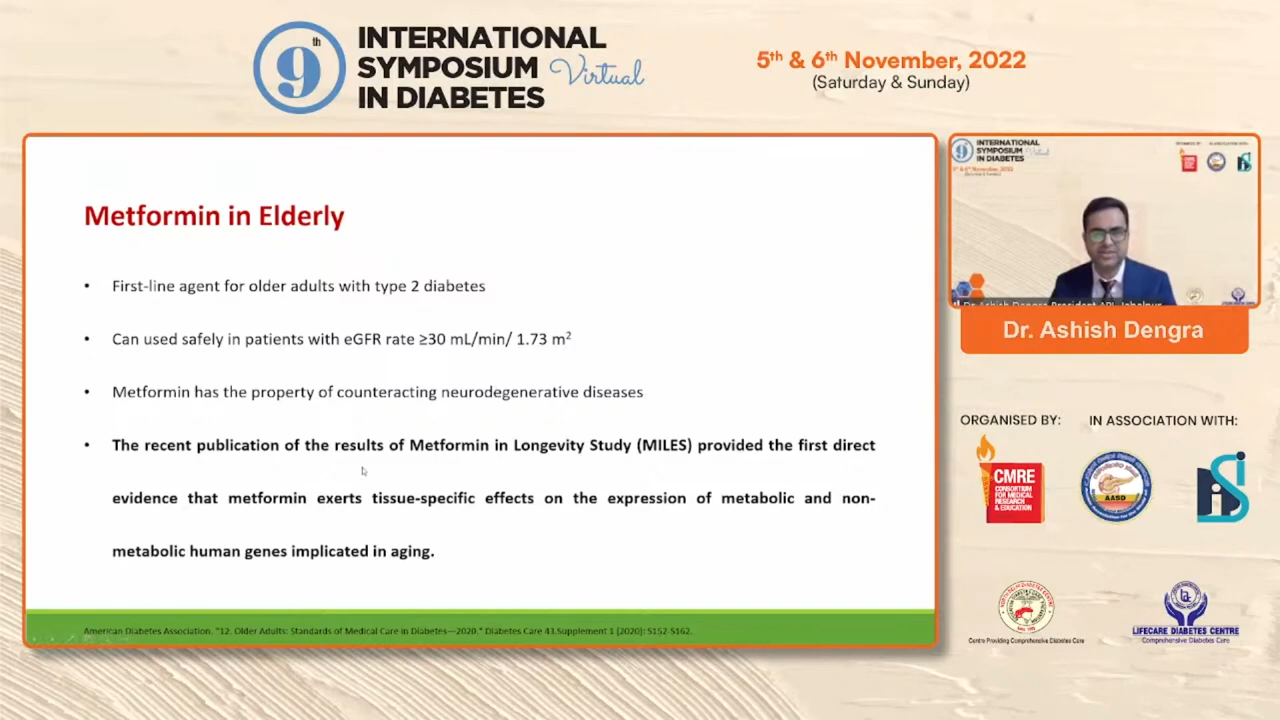 9th
INTERNATIONAL
SYMPOSIUM Virtual
IN DIABETES
5th & 6th November, 2022
(Saturday & Sunday)
Metformin in Elderly
• First-line agent for older adults with type 2 diabetes
• Can used safely in patients with eGFR rate ≥30 mL/min/ 1.73 m²
• Metformin has the property of counteracting neurodegenerative diseases
• The recent publication of the results of Metformin in Longevity Study (MILES) provided the first direct
evidence that metformin exerts tissue-specific effects on the expression of metabolic and non-
metabolic human genes implicated in aging.
American Diabetes Association. "12. Older Adults: Standards of Medical Care in Diabetes—2020." Diabetes Care 43.Supplement 1 (2020): S152-S162.
9
INTERNATIONAL
SYMPOSIUM
IN DIABETES
CMRE
Dr. Ashish Dengra
ORGANISED BY:
IN ASSOCIATION WITH:
CMRE
CONSORTIUM
FOR MEDICAL
RESEARCH
& EDUCATION
AASD
Centre Providing Comprehensive Diabetes Care
LIFECARE DIABETES CENTRE
Comprehensive Diabetes Care